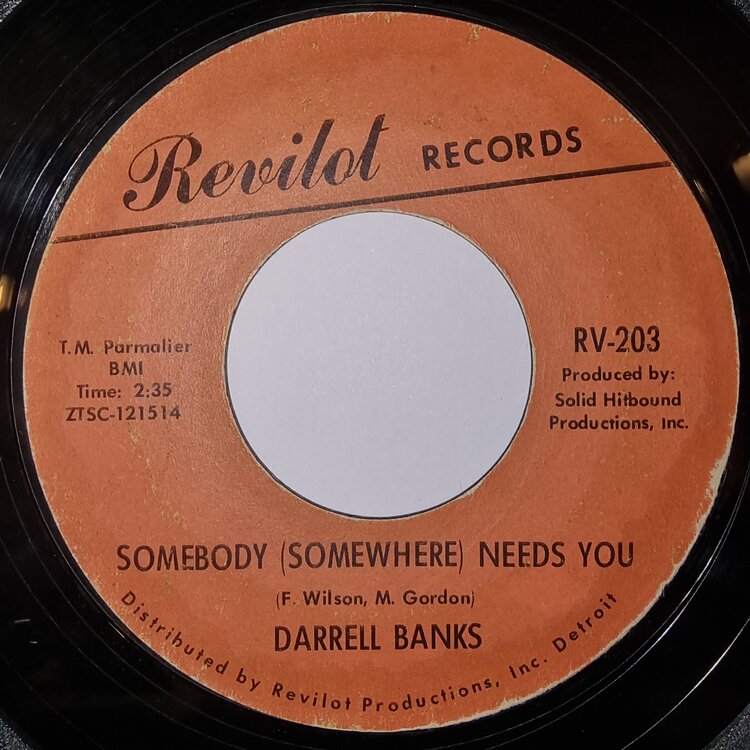 Revilot RECORDS
T.M. Parmalier
BMI
Time: 2:35
ZTSC-121514
RV-203
Produced by:
Solid Hitbound
Productions, Inc.
SOMEBODY (SOMEWHERE) NEEDS YOU
(F. Wilson, M. Gordon)
DARRELL BANKS
Distributed by Revilot Productions, Inc. Detroit